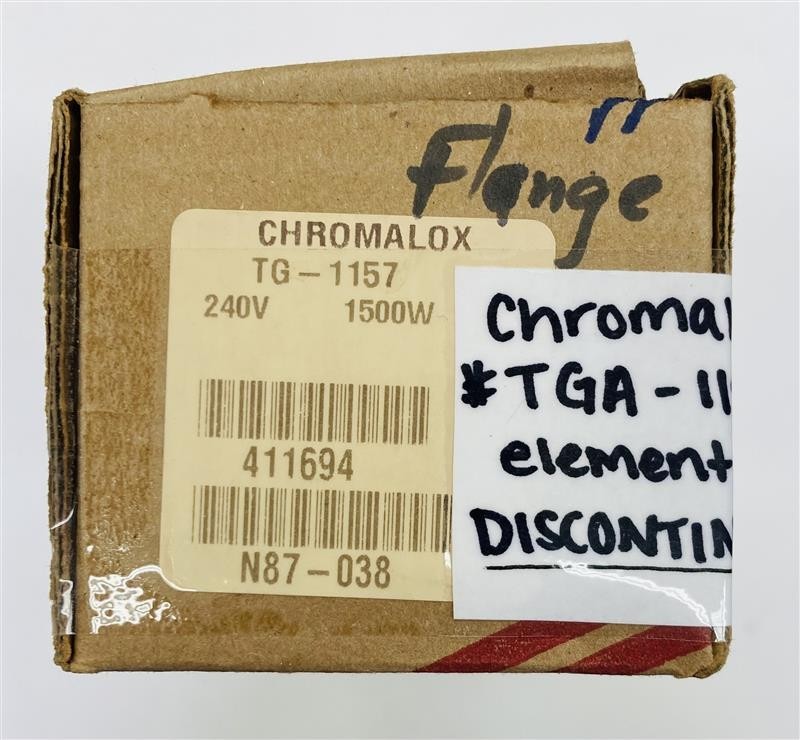 Flange
CHROMALOX
TG-1157
240V 1500W
411694
N87-038
Chromal
*TGA-11
element
DISCONTIN